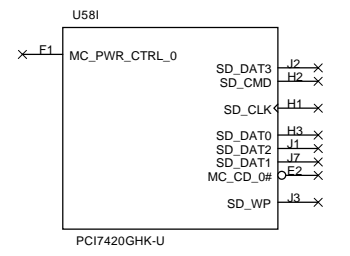 U58I
F1 MC_PWR_CTRL_0
SD_DAT3 J2
SD_CMD H2
SD_CLK H1
SD_DAT0 H3
SD_DAT2 J1
SD_DAT1 J7
MC_CD_0# E2
SD_WP J3
PCI7420GHK-U